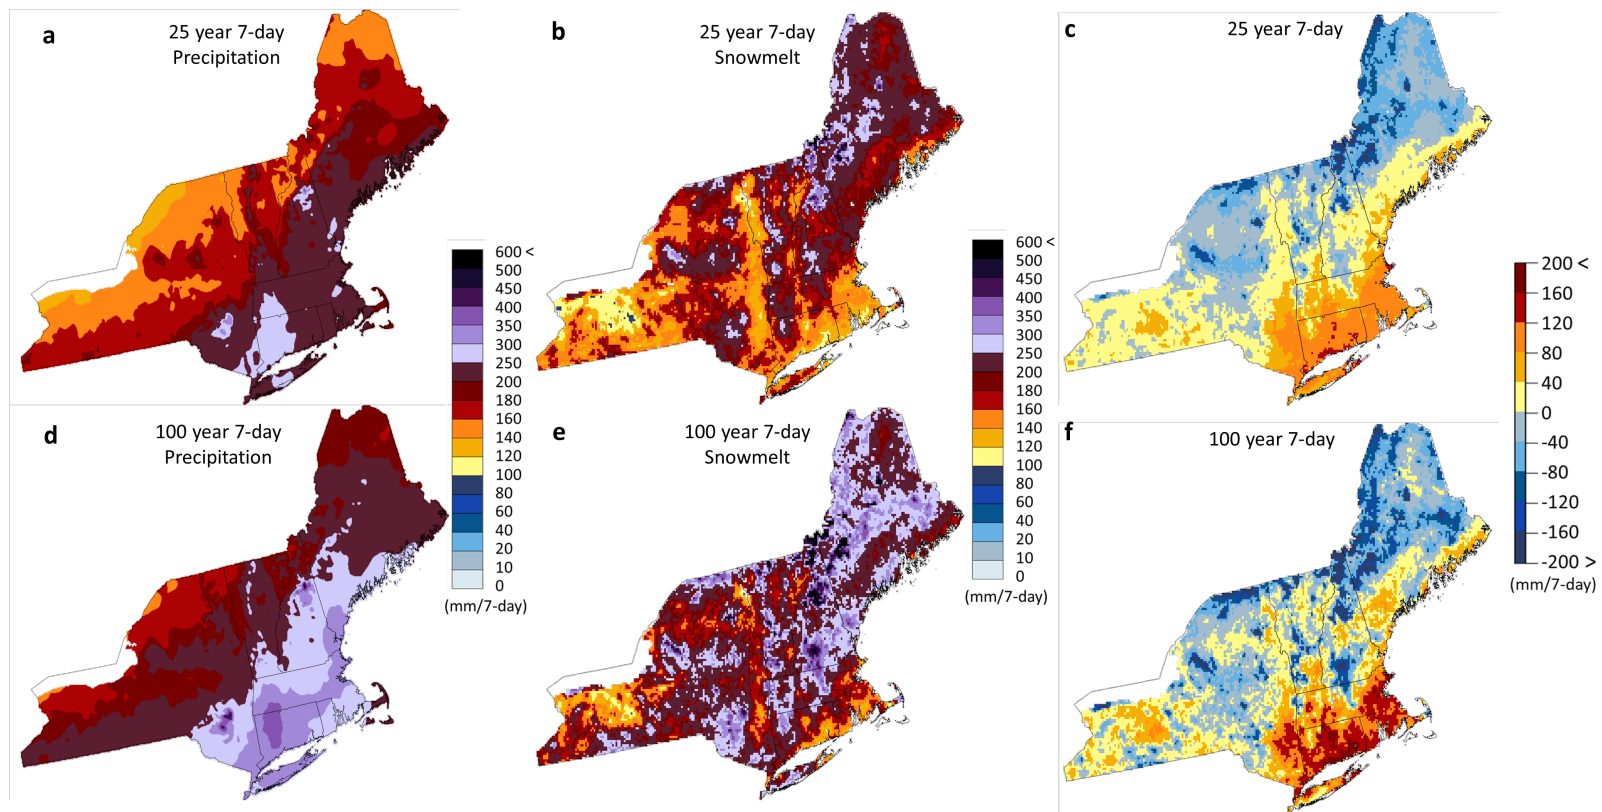 a
25 year 7-day
Precipitation
b
25 year 7-day
Snowmelt
c
25 year 7-day
600 <
500
450
400
350
300
250
200
180
160
140
120
100
80
60
40
20
10
0
(mm/7-day)
600 <
500
450
400
350
300
250
200
180
160
140
120
100
80
60
40
20
10
0
(mm/7-day)
200 <
160
120
80
40
0
-40
-80
-120
-160
-200 >
(mm/7-day)
d
100 year 7-day
Precipitation
e
100 year 7-day
Snowmelt
f
100 year 7-day